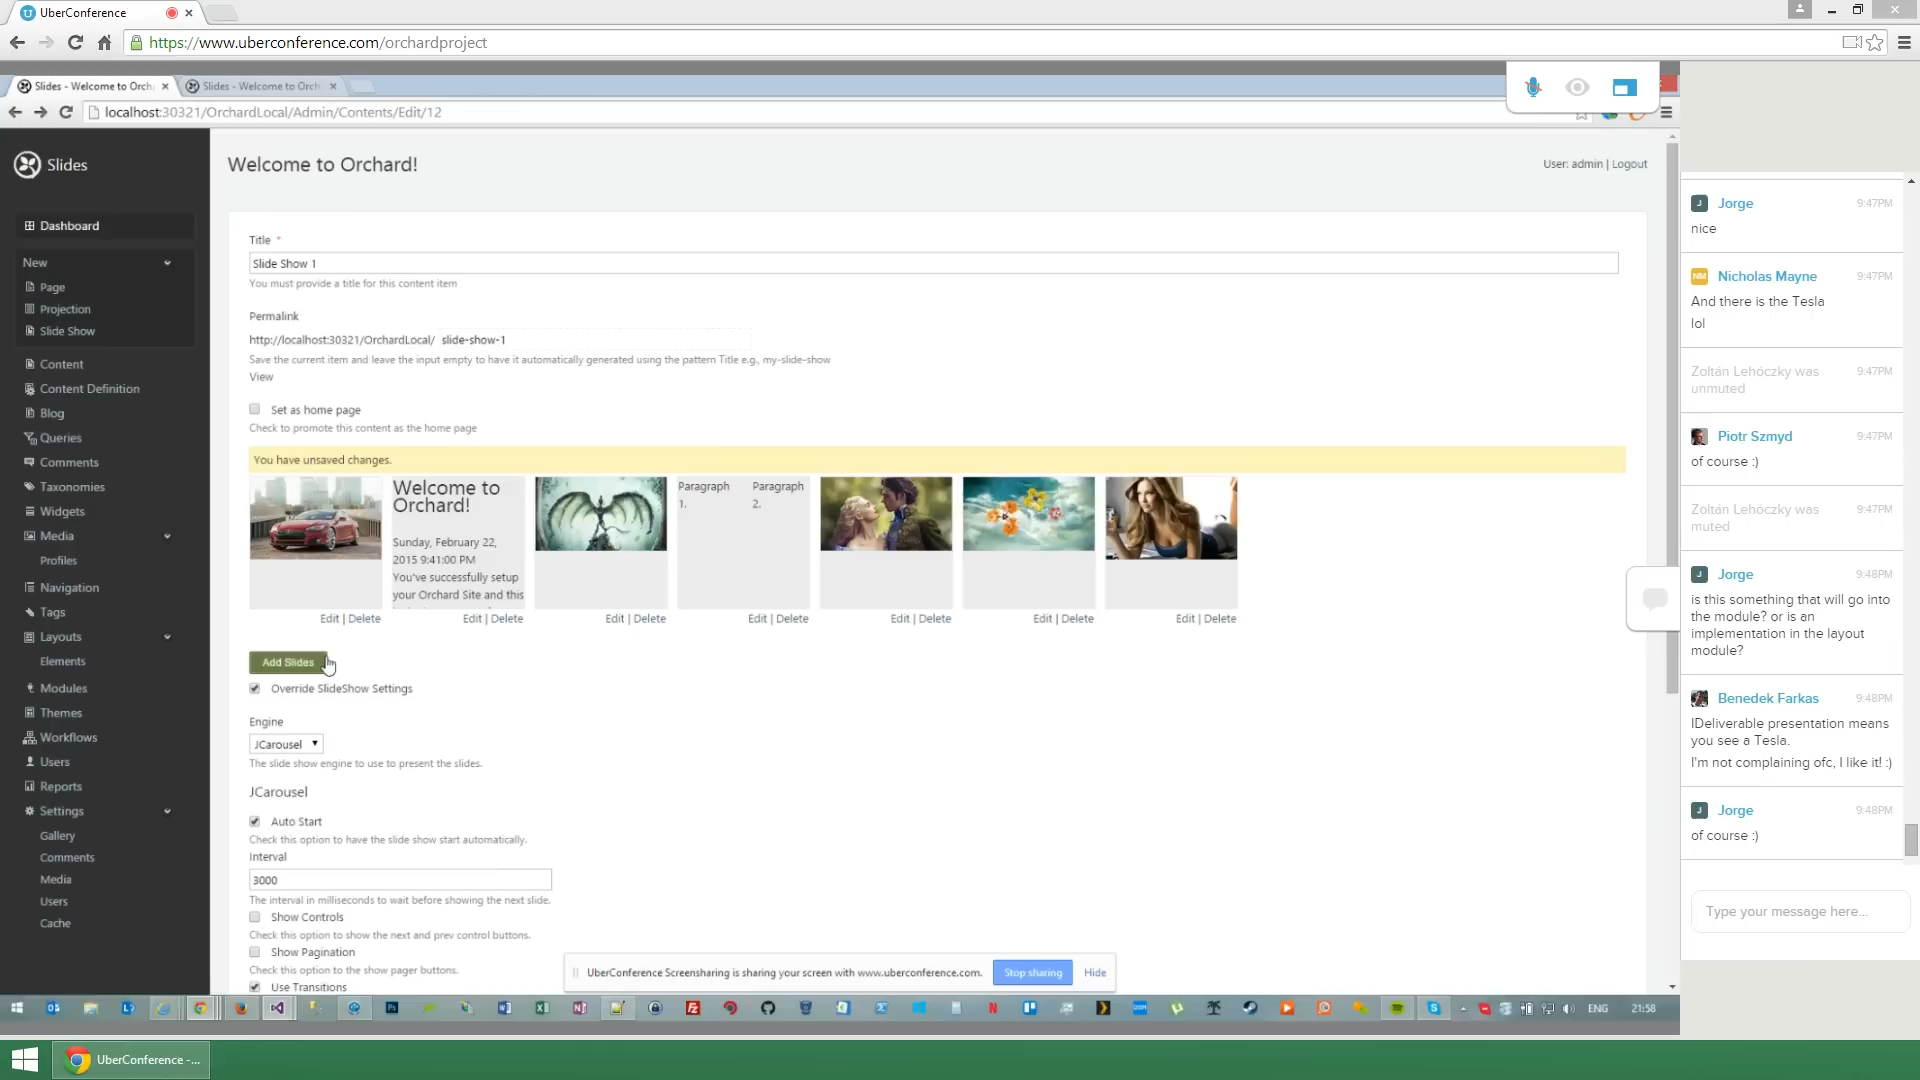 UberConference
https://www.uberconference.com/orchardproject
Slides - Welcome to Orch
Slides - Welcome to Orch
localhost:30321/OrchardLocal/Admin/Contents/Edit/12
Slides
Dashboard
New
Page
Projection
Slide Show
Content
Content Definition
Blog
Queries
Comments
Taxonomies
Widgets
Media
Profiles
Navigation
Tags
Layouts
Elements
Modules
Themes
Workflows
Users
Reports
Settings
Gallery
Comments
Media
Users
Cache
Welcome to Orchard!
User: admin | Logout
Title *
Slide Show 1
You must provide a title for this content item
Permalink
http://localhost:30321/OrchardLocal/ slide-show-1
Save the current item and leave the input empty to have it automatically generated using the pattern Title e.g., my-slide-show
View
Set as home page
Check to promote this content as the home page
You have unsaved changes.
Welcome to
Orchard!
Sunday, February 22,
2015 9:41:00 PM
You've successfully setup
your Orchard Site and this
Paragraph
1.
Paragraph
2.
Edit | Delete
Edit | Delete
Edit | Delete
Edit | Delete
Edit | Delete
Edit | Delete
Edit | Delete
Add Slides
Override SlideShow Settings
Engine
JCarousel
The slide show engine to use to present the slides.
JCarousel
Auto Start
Check this option to have the slide show start automatically.
Interval
3000
The interval in milliseconds to wait before showing the next slide.
Show Controls
Check this option to show the next and prev control buttons.
Show Pagination
Check this option to the show pager buttons.
Use Transitions
UberConference Screensharing is sharing your screen with www.uberconference.com.
Stop sharing
Hide
ENG
21:58
J Jorge 9:47PM
nice
NM Nicholas Mayne 9:47PM
And there is the Tesla
lol
Zoltán Lehóczky was 9:47PM
unmuted
Piotr Szmyd 9:47PM
of course :)
Zoltán Lehóczky was 9:47PM
muted
J Jorge 9:48PM
is this something that will go into
the module? or is an
implementation in the layout
module?
Benedek Farkas 9:48PM
IDeliverable presentation means
you see a Tesla.
I'm not complaining ofc, I like it! :)
J Jorge 9:48PM
of course :)
Type your message here...
UberConference -...